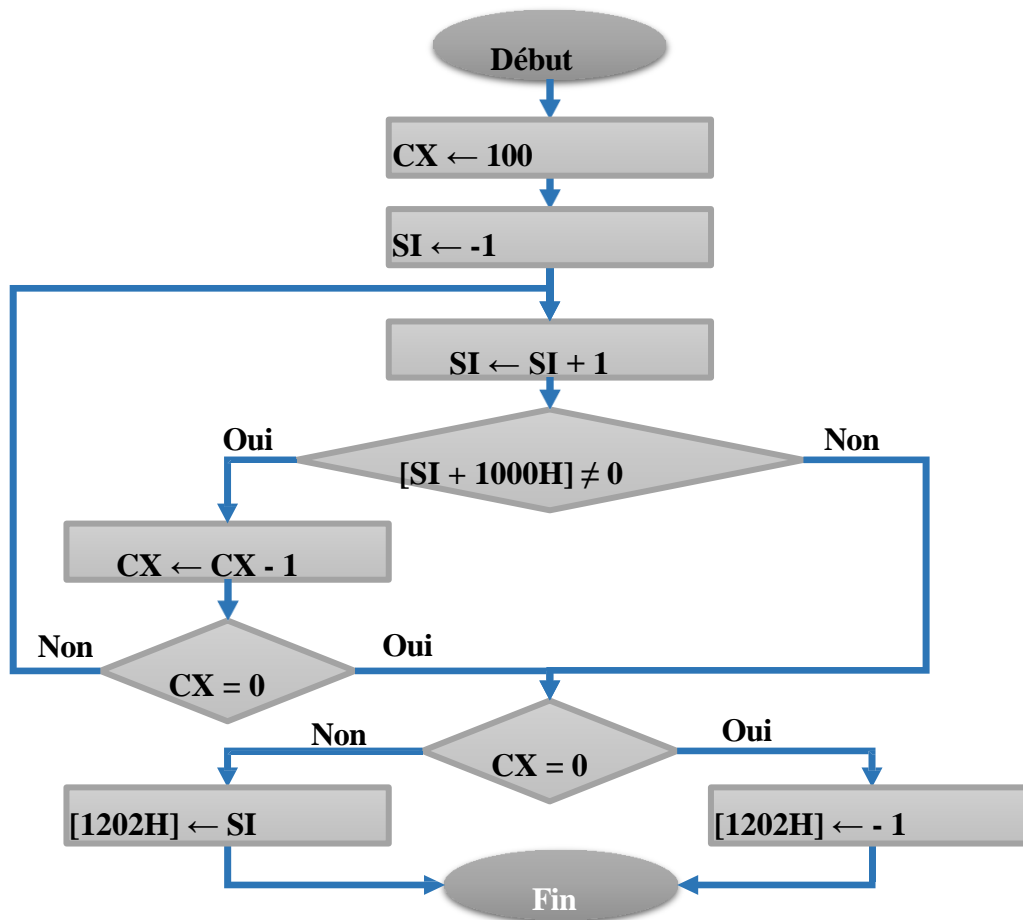 Début
CX ← 100
SI ← -1
SI ← SI + 1
Oui
Non
[SI + 1000H] ≠ 0
CX ← CX - 1
Non
Oui
CX = 0
Non
Oui
CX = 0
[1202H] ← SI
[1202H] ← - 1
Fin